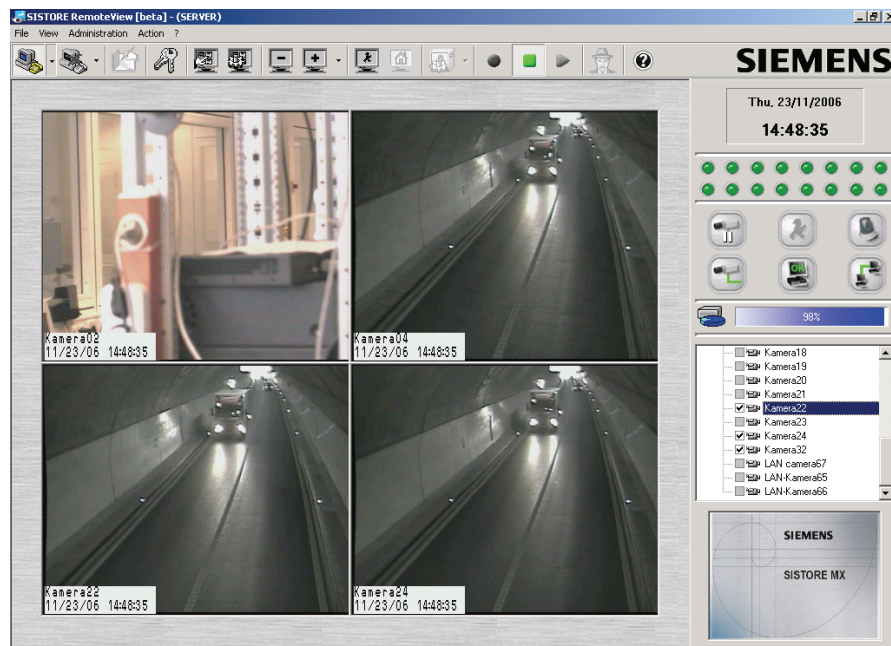 SISTORE RemoteView [beta] - (SERVER)
File View Administration Action ?
SIEMENS
Thu, 23/11/2006
14:48:35
Kamera02
11/23/06 14:48:35
Kamera04
11/23/06 14:48:35
Kamera22
11/23/06 14:48:35
Kamera24
11/23/06 14:48:35
OK
98%
Kamera18
Kamera19
Kamera20
Kamera21
Kamera22
Kamera23
Kamera24
Kamera32
LAN camera67
LAN-Kamera65
LAN-Kamera66
SIEMENS
SISTORE MX